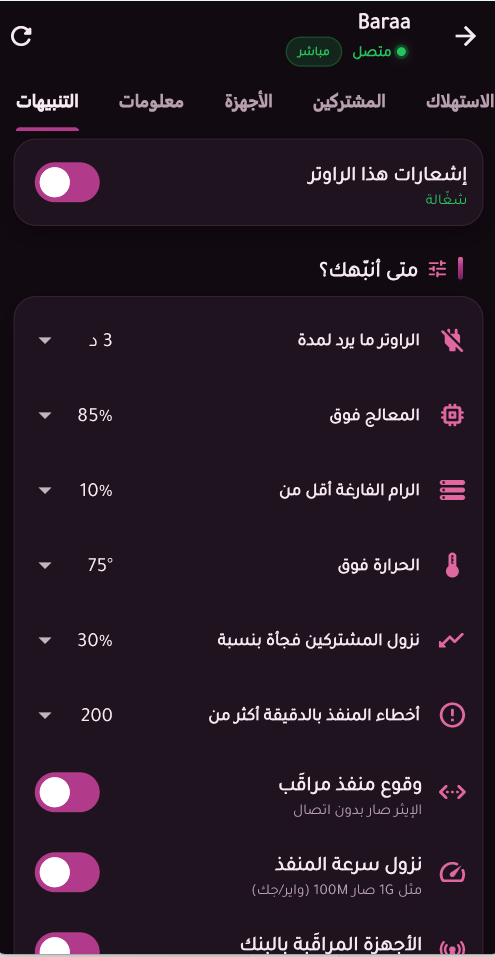 Baraa
متصل
مباشر
الاستهلاك
المشتركين
الأجهزة
معلومات
التنبيهات
إشعارات هذا الراوتر
شغّالة
متى أنبّهك؟
الراوتر ما يرد لمدة
3 د
المعالج فوق
85%
الرام الفارغة أقل من
10%
الحرارة فوق
75°
نزول المشتركين فجأة بنسبة
30%
أخطاء المنفذ بالدقيقة أكثر من
200
وقوع منفذ مراقَب
الإيثر صار بدون اتصال
نزول سرعة المنفذ
مثل 1G صار 100M (واير/جك)
الأجهزة المراقَبة بالبنك